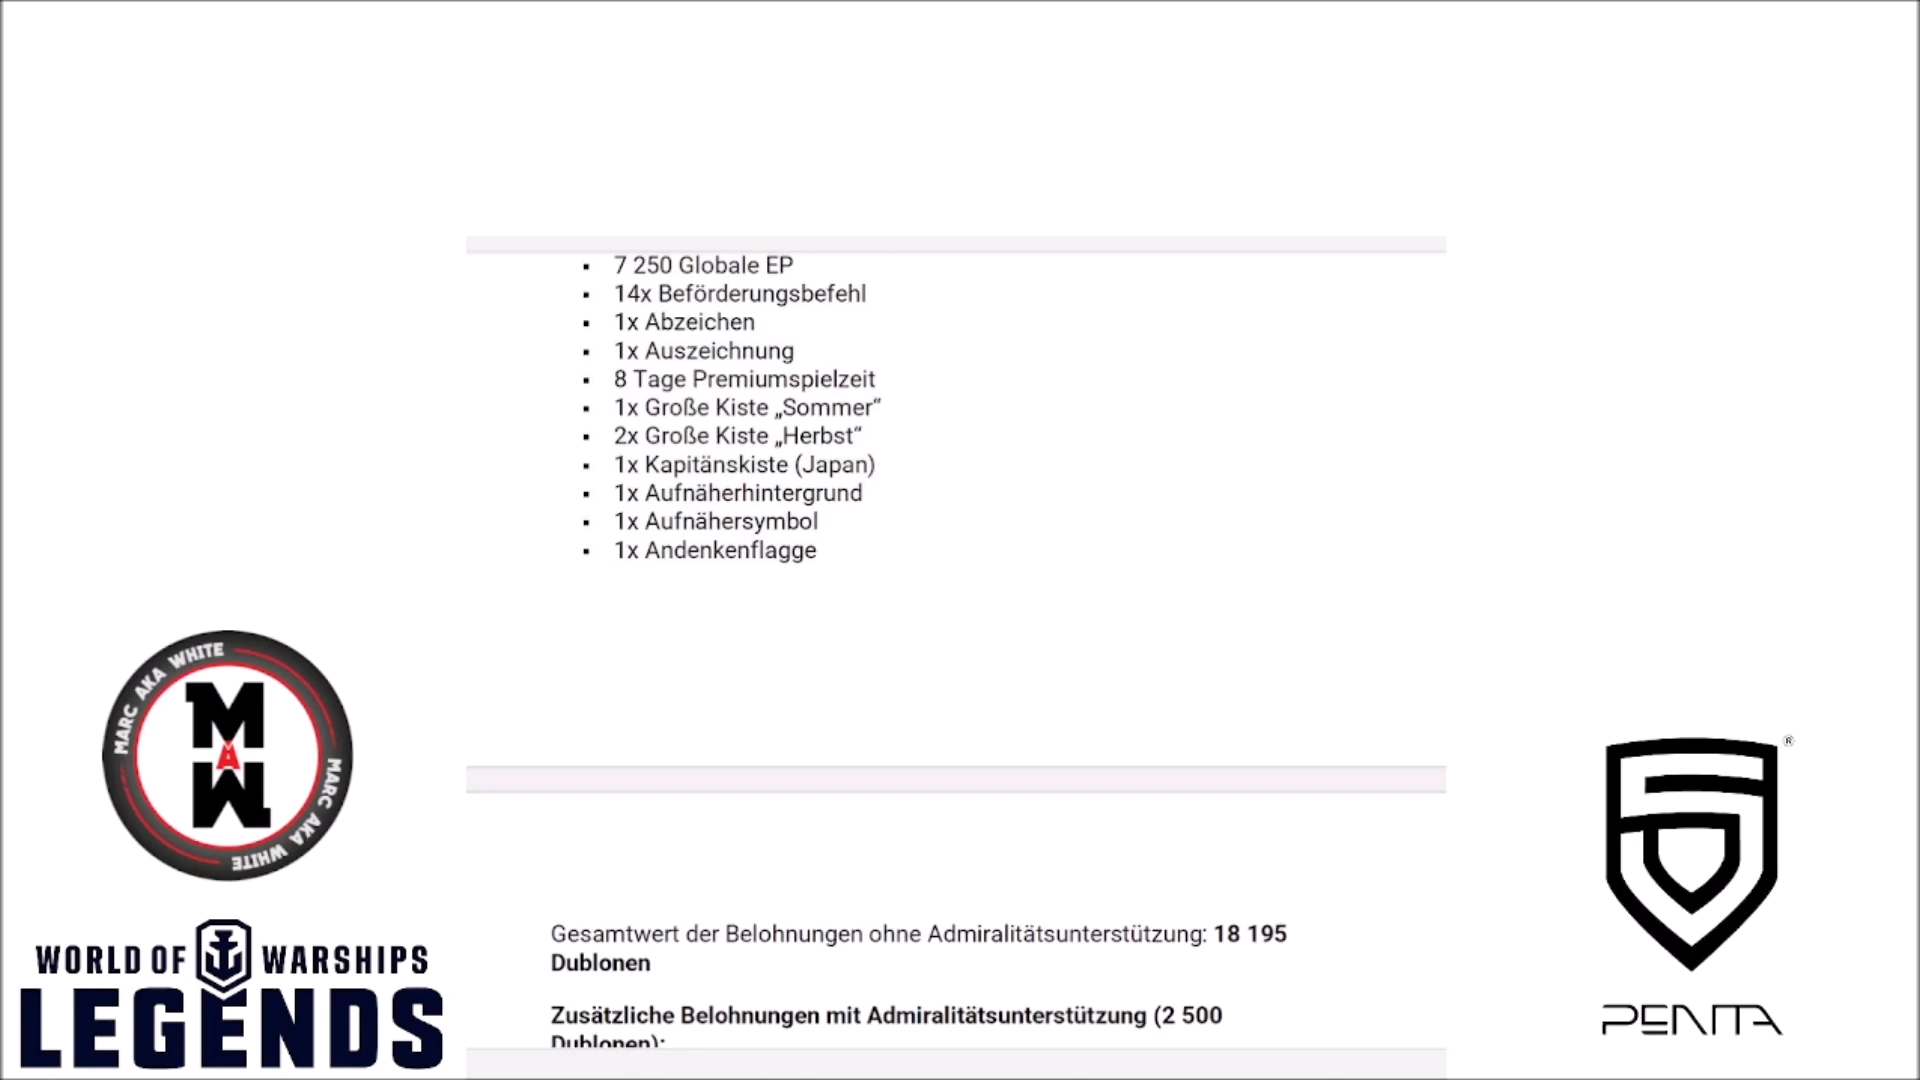 ▪ 7 250 Globale EP
▪ 14x Beförderungsbefehl
▪ 1x Abzeichen
▪ 1x Auszeichnung
▪ 8 Tage Premiumspielzeit
▪ 1x Große Kiste „Sommer“
▪ 2x Große Kiste „Herbst“
▪ 1x Kapitänskiste (Japan)
▪ 1x Aufnäherhintergrund
▪ 1x Aufnähersymbol
▪ 1x Andenkenflagge
MARC AKA WHITE
MAW
MARC AKA WHITE
WORLD OF WARSHIPS
LEGENDS
Gesamtwert der Belohnungen ohne Admiralitätsunterstützung: 18 195
Dublonen
Zusätzliche Belohnungen mit Admiralitätsunterstützung (2 500
Dublonen):
®
PENTA